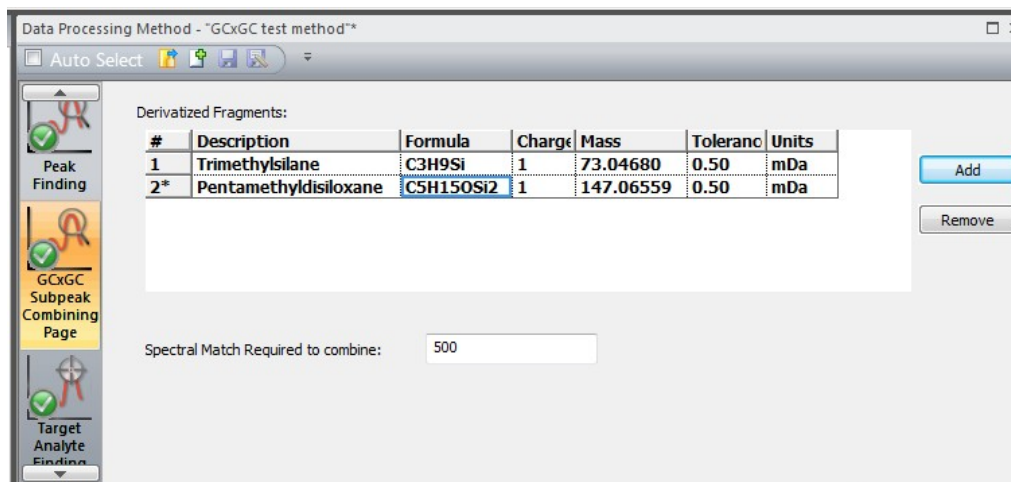 Data Processing Method - "GCxGC test method"*
Auto Select
Peak
Finding
GCxGC
Subpeak
Combining
Page
Target
Analyte
Finding
Derivatized Fragments:
# Description Formula Charge Mass Toleranc Units
1 Trimethylsilane C3H9Si 1 73.04680 0.50 mDa
2* Pentamethyldisiloxane C5H15OSi2 1 147.06559 0.50 mDa
Add
Remove
Spectral Match Required to combine: 500